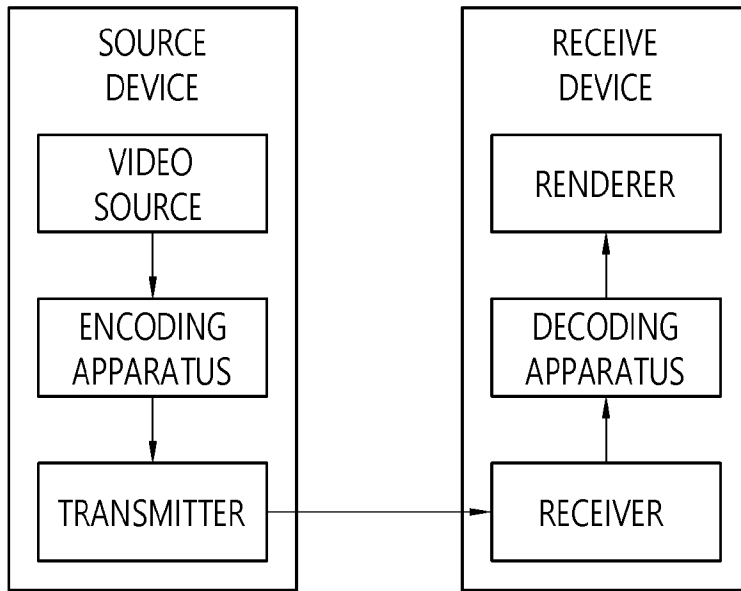 SOURCE
DEVICE
VIDEO
SOURCE
ENCODING
APPARATUS
TRANSMITTER
RECEIVE
DEVICE
RENDERER
DECODING
APPARATUS
RECEIVER